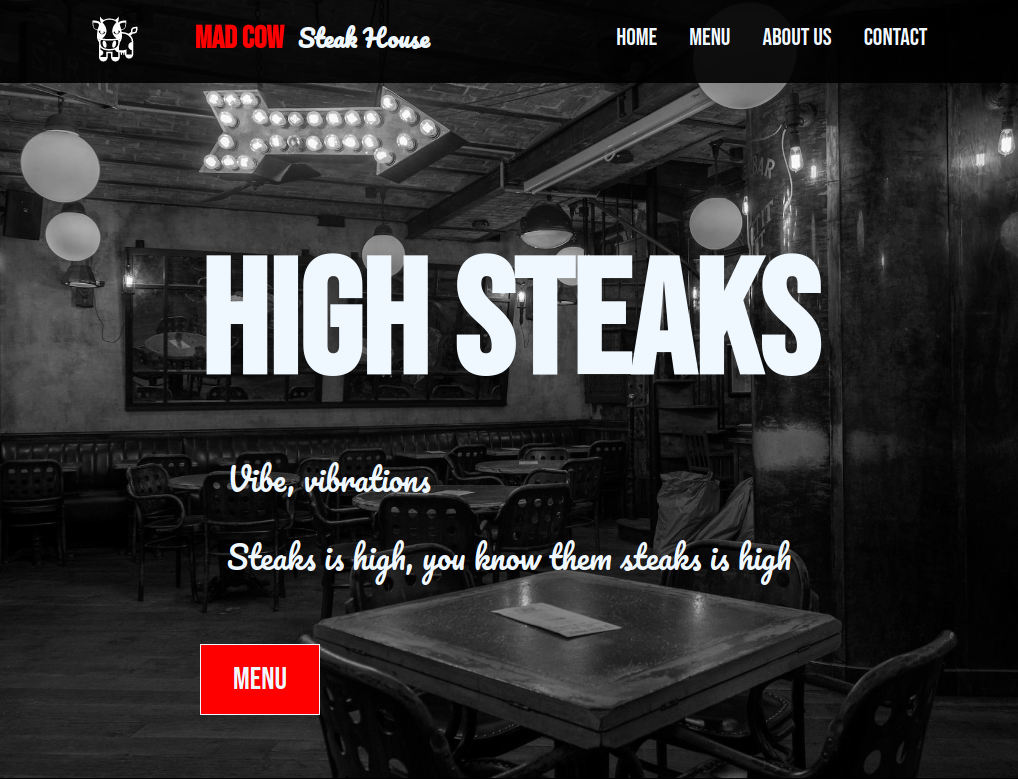 MAD COW Steak House
HOME MENU ABOUT US CONTACT
HIGH STEAKS
Vibe, vibrations
Steaks is high, you know them steaks is high
MENU